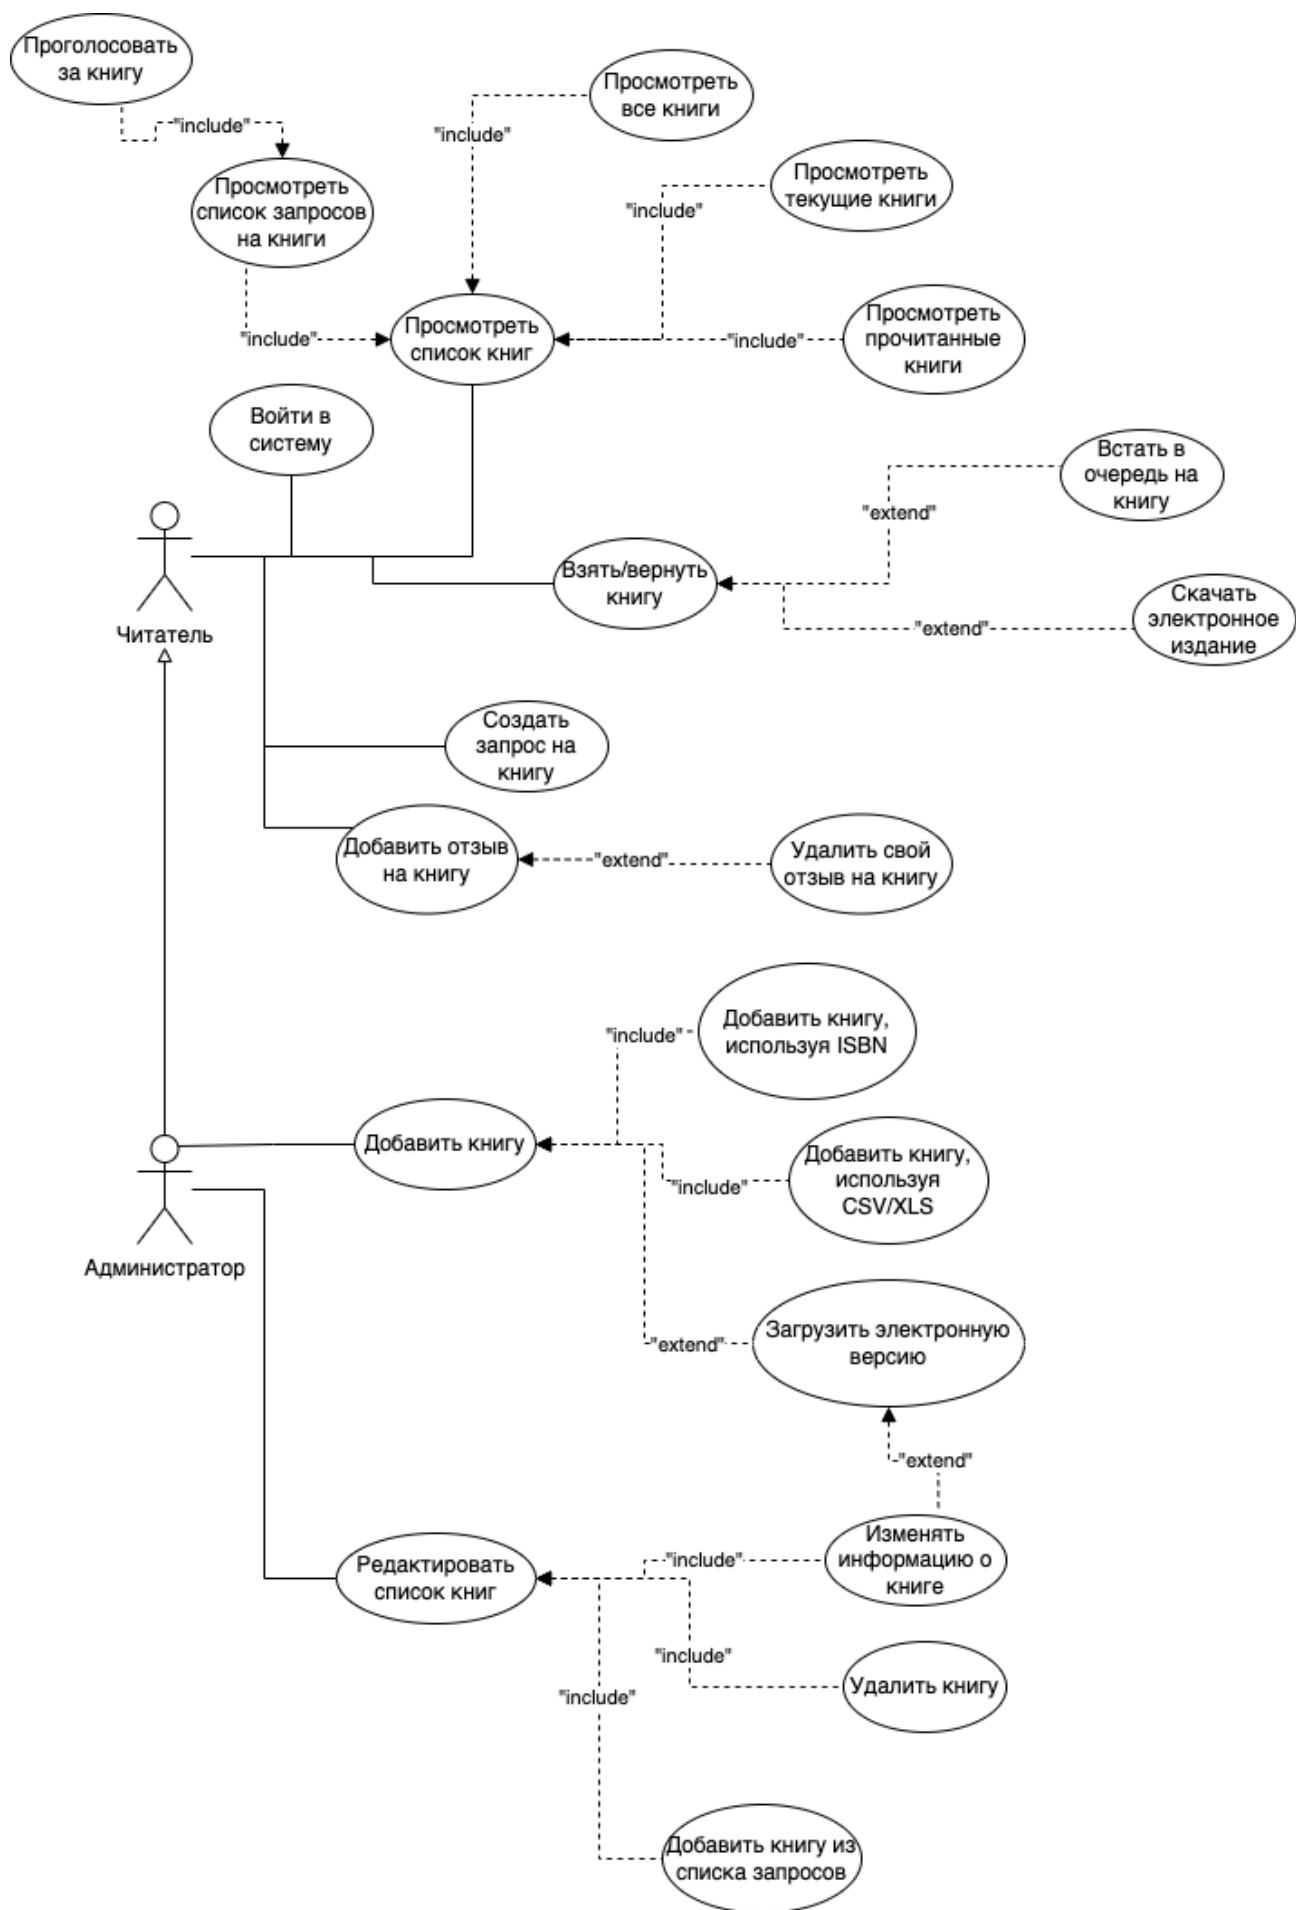 Проголосовать
за книгу
"include"
Просмотреть
список запросов
на книги
"include"
Просмотреть
все книги
"include"
Просмотреть
текущие книги
"include"
Просмотреть
список книг
Просмотреть
прочитанные
книги
"include"
Войти в
систему
Читатель
Взять/вернуть
книгу
Встать в
очередь на
книгу
"extend"
Скачать
электронное
издание
"extend"
Создать
запрос на
книгу
Добавить отзыв
на книгу
"extend"
Удалить свой
отзыв на книгу
Добавить книгу,
используя ISBN
"include"
Добавить книгу
Добавить книгу,
используя
CSV/XLS
"include"
Администратор
Загрузить электронную
версию
"extend"
"extend"
Изменять
информацию о
книге
"include"
Редактировать
список книг
"include"
Удалить книгу
"include"
Добавить книгу из
списка запросов